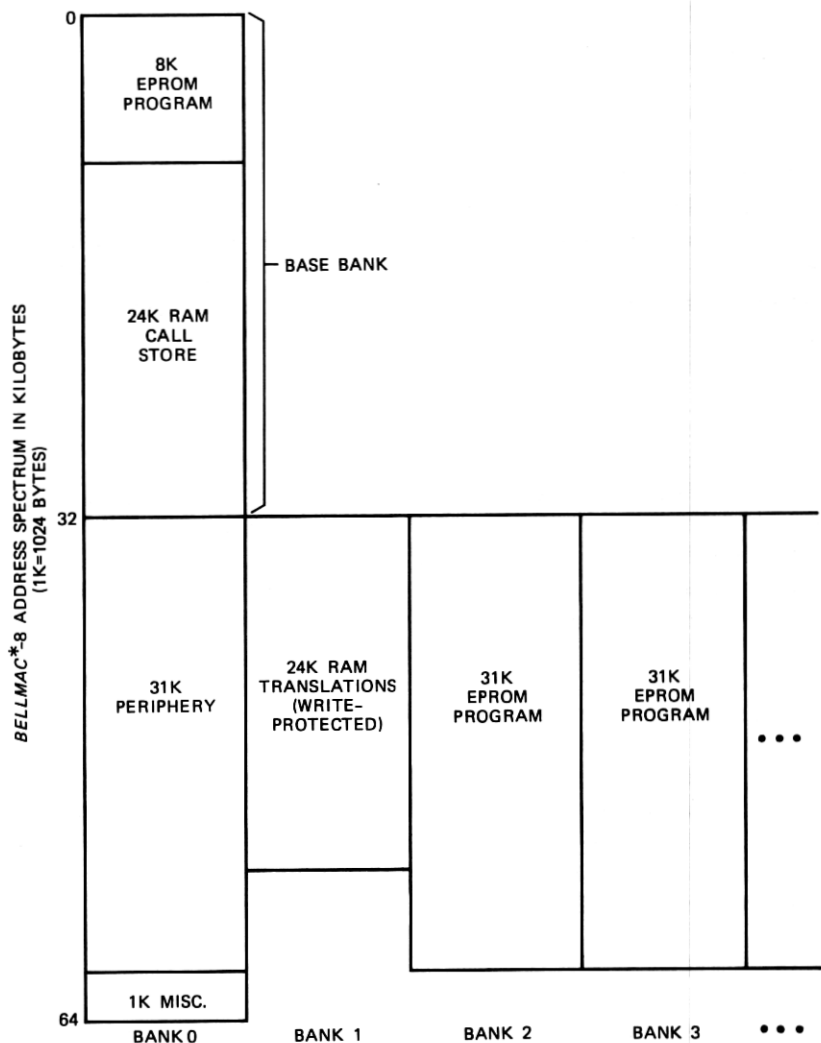 0
8K
EPROM
PROGRAM
BASE BANK
24K RAM
CALL
STORE
BELLMAC*-8 ADDRESS SPECTRUM IN KILOBYTES
(1K=1024 BYTES)
32
31K
PERIPHERY
24K RAM
TRANSLATIONS
(WRITE-
PROTECTED)
31K
EPROM
PROGRAM
31K
EPROM
PROGRAM
•••
1K MISC.
64
BANK 0
BANK 1
BANK 2
BANK 3
•••